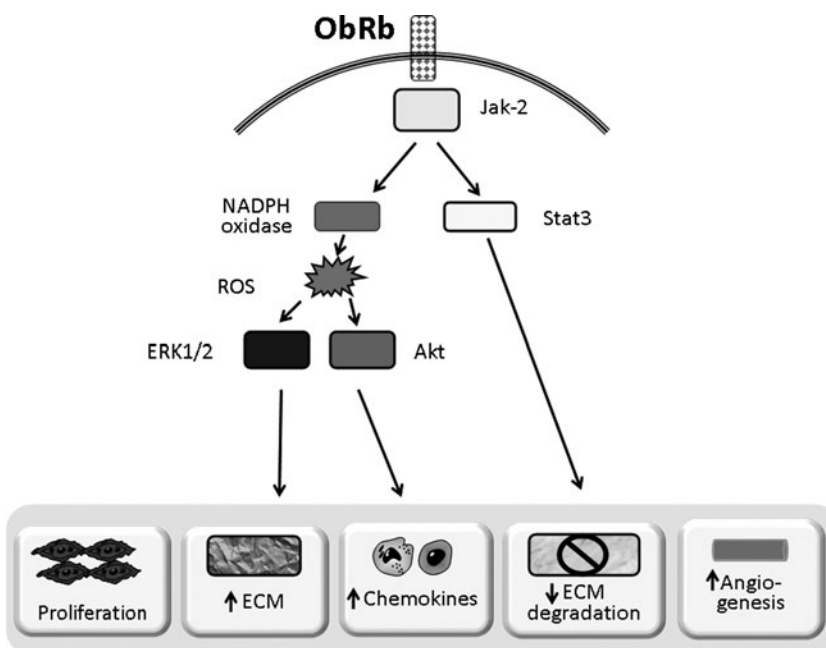 ObRb
Jak-2
NADPH
oxidase
Stat3
ROS
ERK1/2
Akt
Proliferation
↑ ECM
↑ Chemokines
↓ ECM
degradation
↑ Angio-
genesis